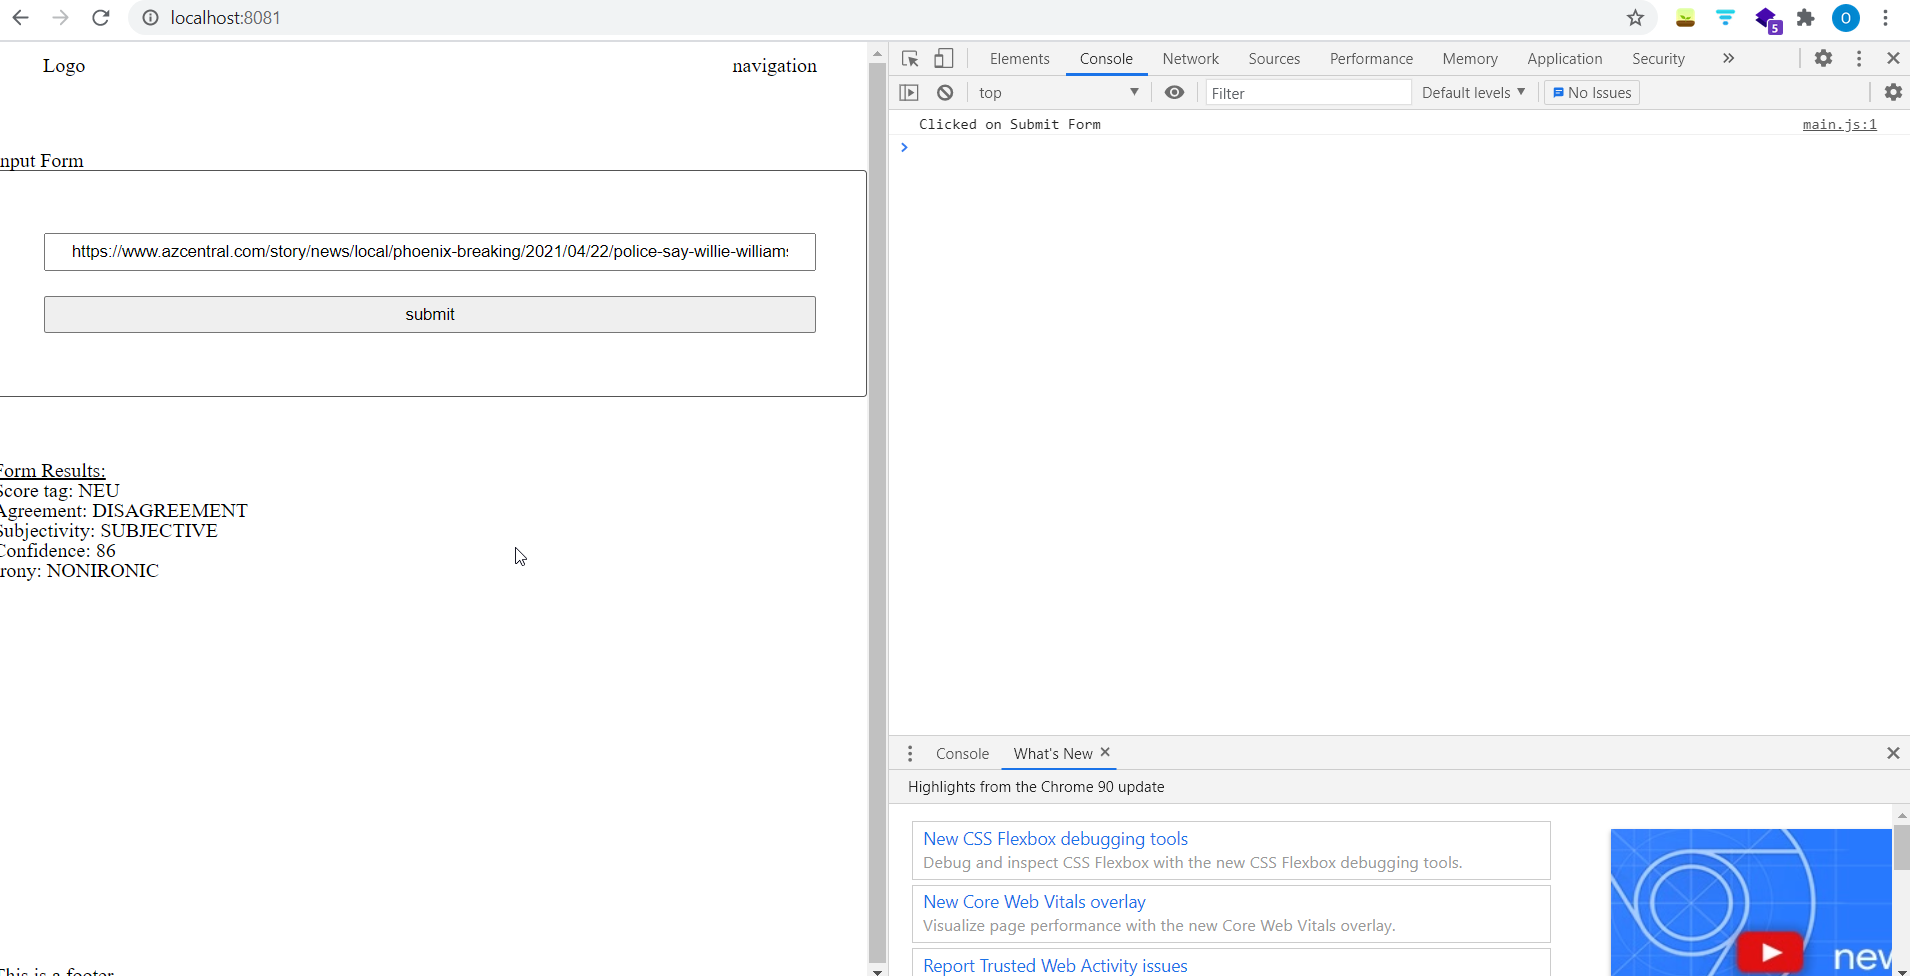 localhost:8081
5
O
Logo
navigation
nput Form
https://www.azcentral.com/story/news/local/phoenix-breaking/2021/04/22/police-say-willie-williams
submit
Form Results:
Score tag: NEU
Agreement: DISAGREEMENT
Subjectivity: SUBJECTIVE
Confidence: 86
rony: NONIRONIC
This is a footer
Elements Console Network Sources Performance Memory Application Security »
top Filter Default levels No Issues
Clicked on Submit Form main.js:1
Console What's New
Highlights from the Chrome 90 update
New CSS Flexbox debugging tools
Debug and inspect CSS Flexbox with the new CSS Flexbox debugging tools.
New Core Web Vitals overlay
Visualize page performance with the new Core Web Vitals overlay.
Report Trusted Web Activity issues
new